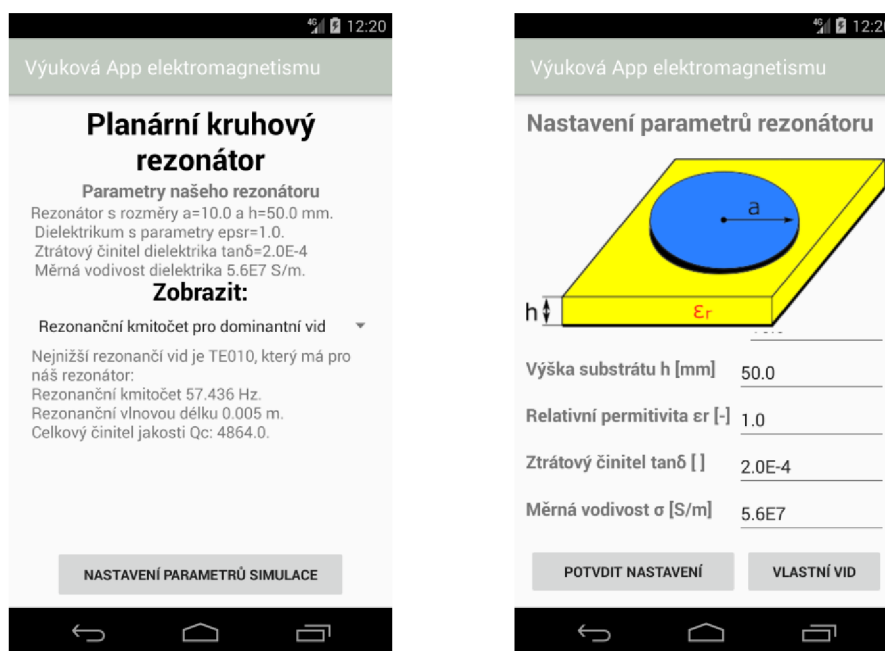 4G 12:20
Výuková App elektromagnetismu
Planární kruhový
rezonátor
Parametry našeho rezonátoru
Rezonátor s rozměry a=10.0 a h=50.0 mm.
Dielektrikum s parametry epsr=1.0.
Ztrátový činitel dielektrika tanδ=2.0E-4
Měrná vodivost dielektrika 5.6E7 S/m.
Zobrazit:
Rezonanční kmitočet pro dominantní vid
Nejnižší rezonančí vid je TE010, který má pro
náš rezonátor:
Rezonanční kmitočet 57.436 Hz.
Rezonanční vlnovou délku 0.005 m.
Celkový činitel jakosti Qc: 4864.0.
NASTAVENÍ PARAMETRŮ SIMULACE
4G 12:20
Výuková App elektromagnetismu
Nastavení parametrů rezonátoru
a
h
εr
Výška substrátu h [mm] 50.0
Relativní permitivita εr [-] 1.0
Ztrátový činitel tanδ [ ] 2.0E-4
Měrná vodivost σ [S/m] 5.6E7
POTVDIT NASTAVENÍ VLASTNÍ VID